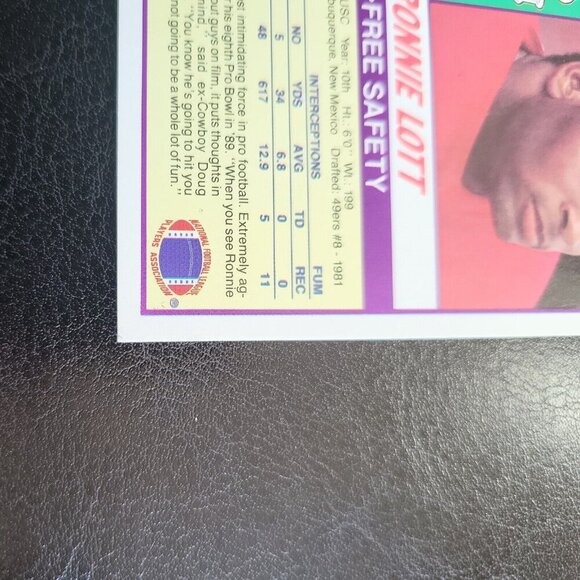 RONNIE LOTT
FREE SAFETY
USC Year: 10th Ht.: 6'0" Wt.: 199
buquerque, New Mexico Drafted: 49ers #8 - 1981
INTERCEPTIONS FUM
NO YDS AVG TD REC
5 34 6.8 0 0
48 617 12.9 5 11
st intimidating force in pro football. Extremely ag-
his eighth Pro Bowl in '89. "When you see Ronnie
out guys on film, it puts thoughts in
mind," said ex-Cowboy Doug
"You know he's going to hit you
not going to be a whole lot of fun."
NATIONAL FOOTBALL LEAGUE
PLAYERS ASSOCIATION
®